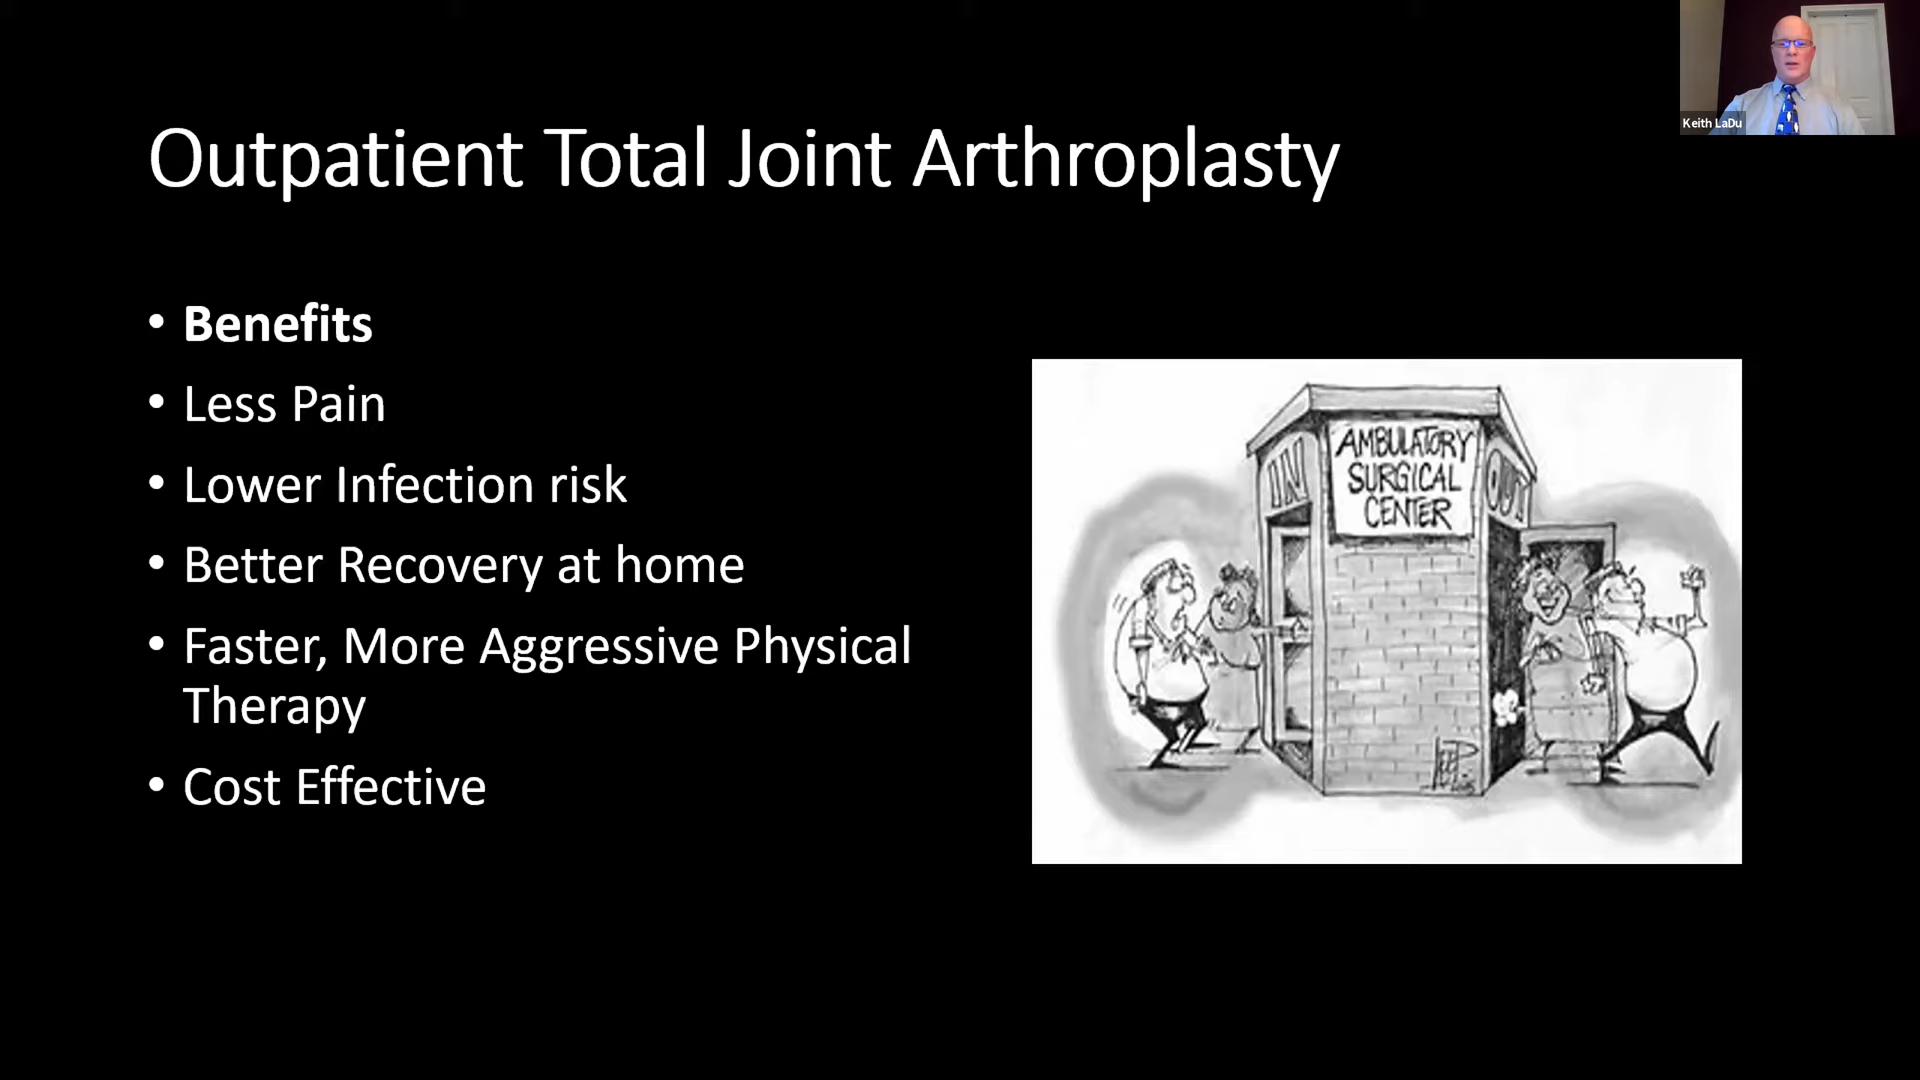 Keith LaDu
Outpatient Total Joint Arthroplasty
• Benefits
• Less Pain
• Lower Infection risk
• Better Recovery at home
• Faster, More Aggressive Physical
Therapy
• Cost Effective
IN
AMBULATORY
SURGICAL
CENTER
OUT